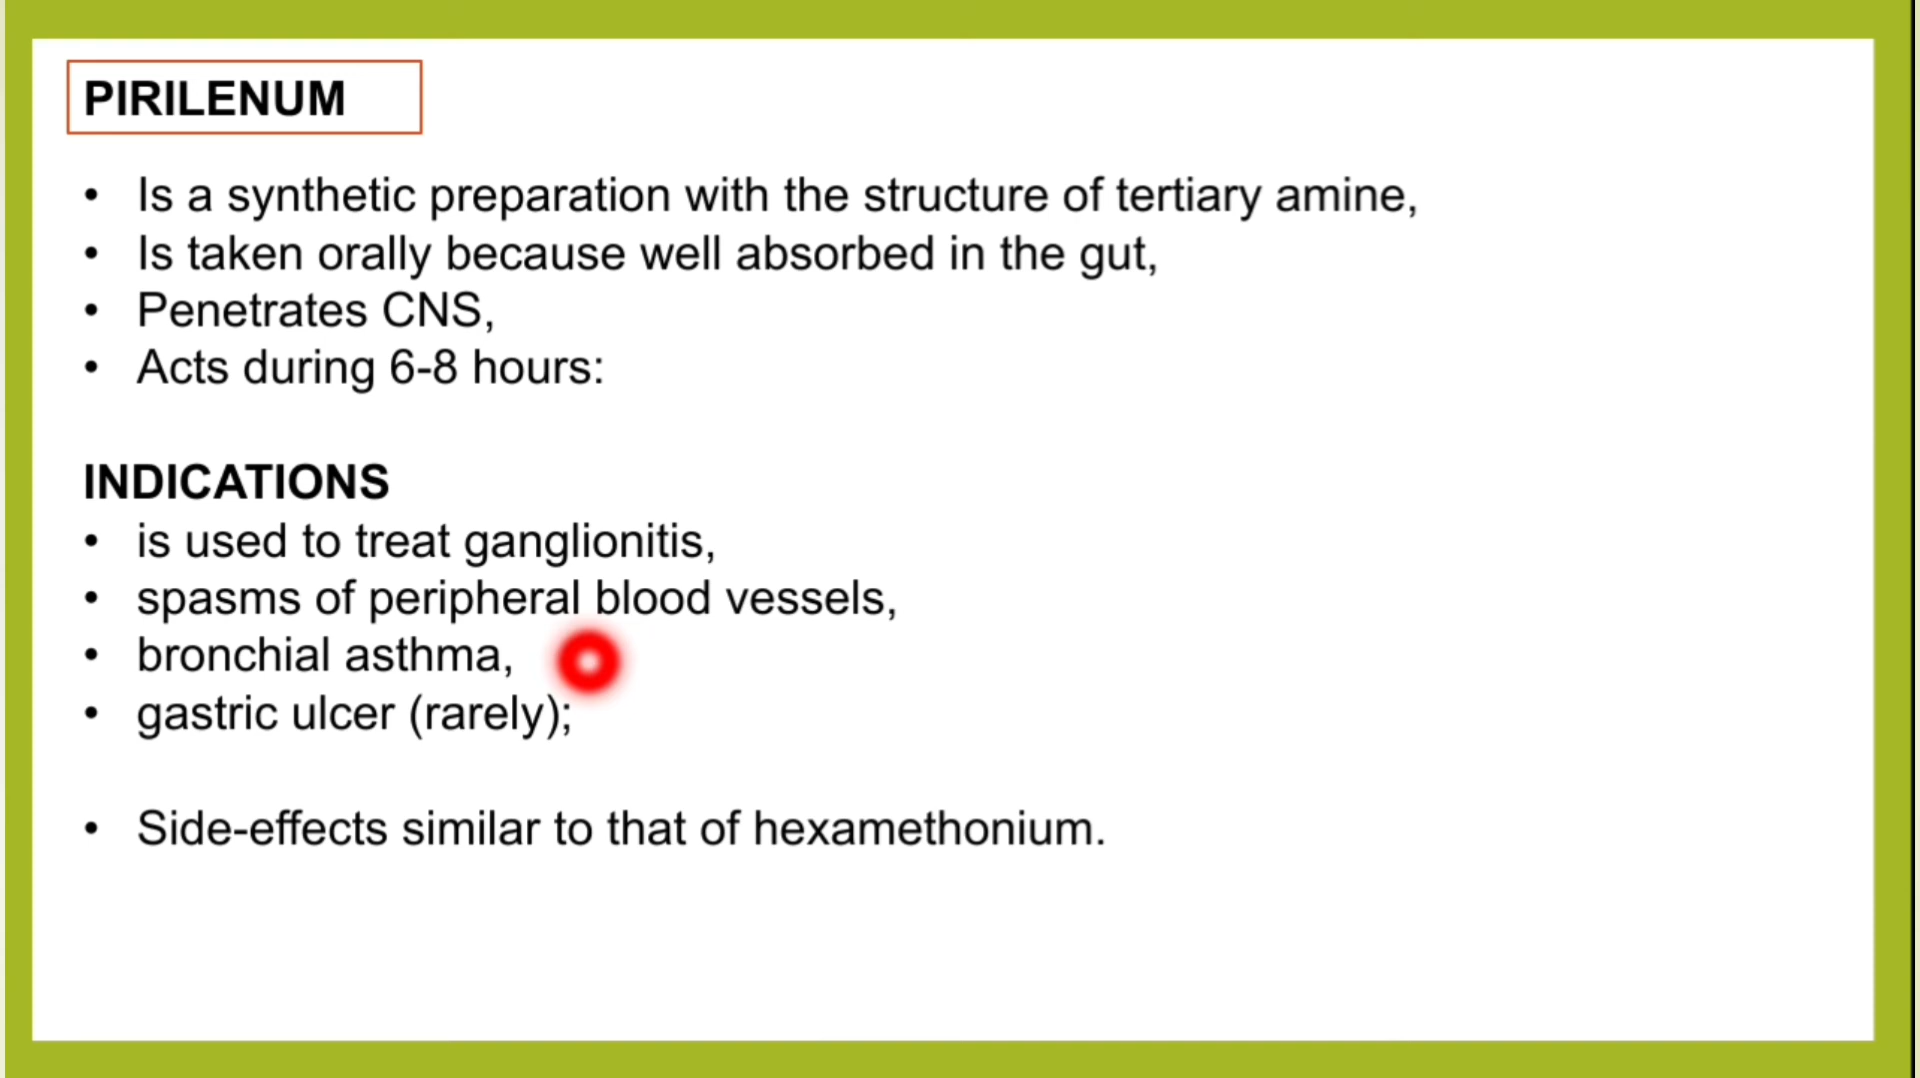 PIRILENUM
• Is a synthetic preparation with the structure of tertiary amine,
• Is taken orally because well absorbed in the gut,
• Penetrates CNS,
• Acts during 6-8 hours:
INDICATIONS
• is used to treat ganglionitis,
• spasms of peripheral blood vessels,
• bronchial asthma,
• gastric ulcer (rarely);
• Side-effects similar to that of hexamethonium.